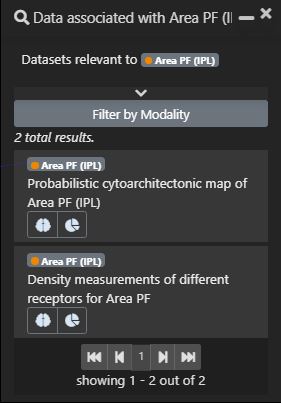 Data associated with Area PF (I
Datasets relevant to Area PF (IPL)
Filter by Modality
2 total results.
Area PF (IPL)
Probabilistic cytoarchitectonic map of
Area PF (IPL)
Area PF (IPL)
Density measurements of different
receptors for Area PF
1
showing 1 - 2 out of 2